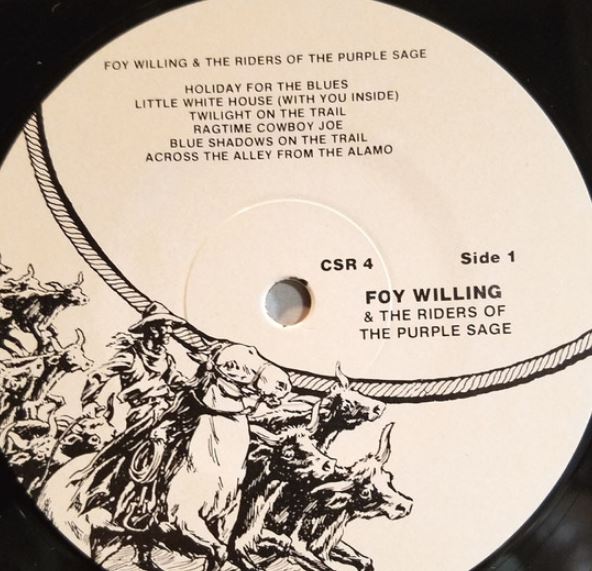 FOY WILLING & THE RIDERS OF THE PURPLE SAGE
HOLIDAY FOR THE BLUES
LITTLE WHITE HOUSE (WITH YOU INSIDE)
TWILIGHT ON THE TRAIL
RAGTIME COWBOY JOE
BLUE SHADOWS ON THE TRAIL
ACROSS THE ALLEY FROM THE ALAMO
CSR 4 Side 1
FOY WILLING
& THE RIDERS OF
THE PURPLE SAGE